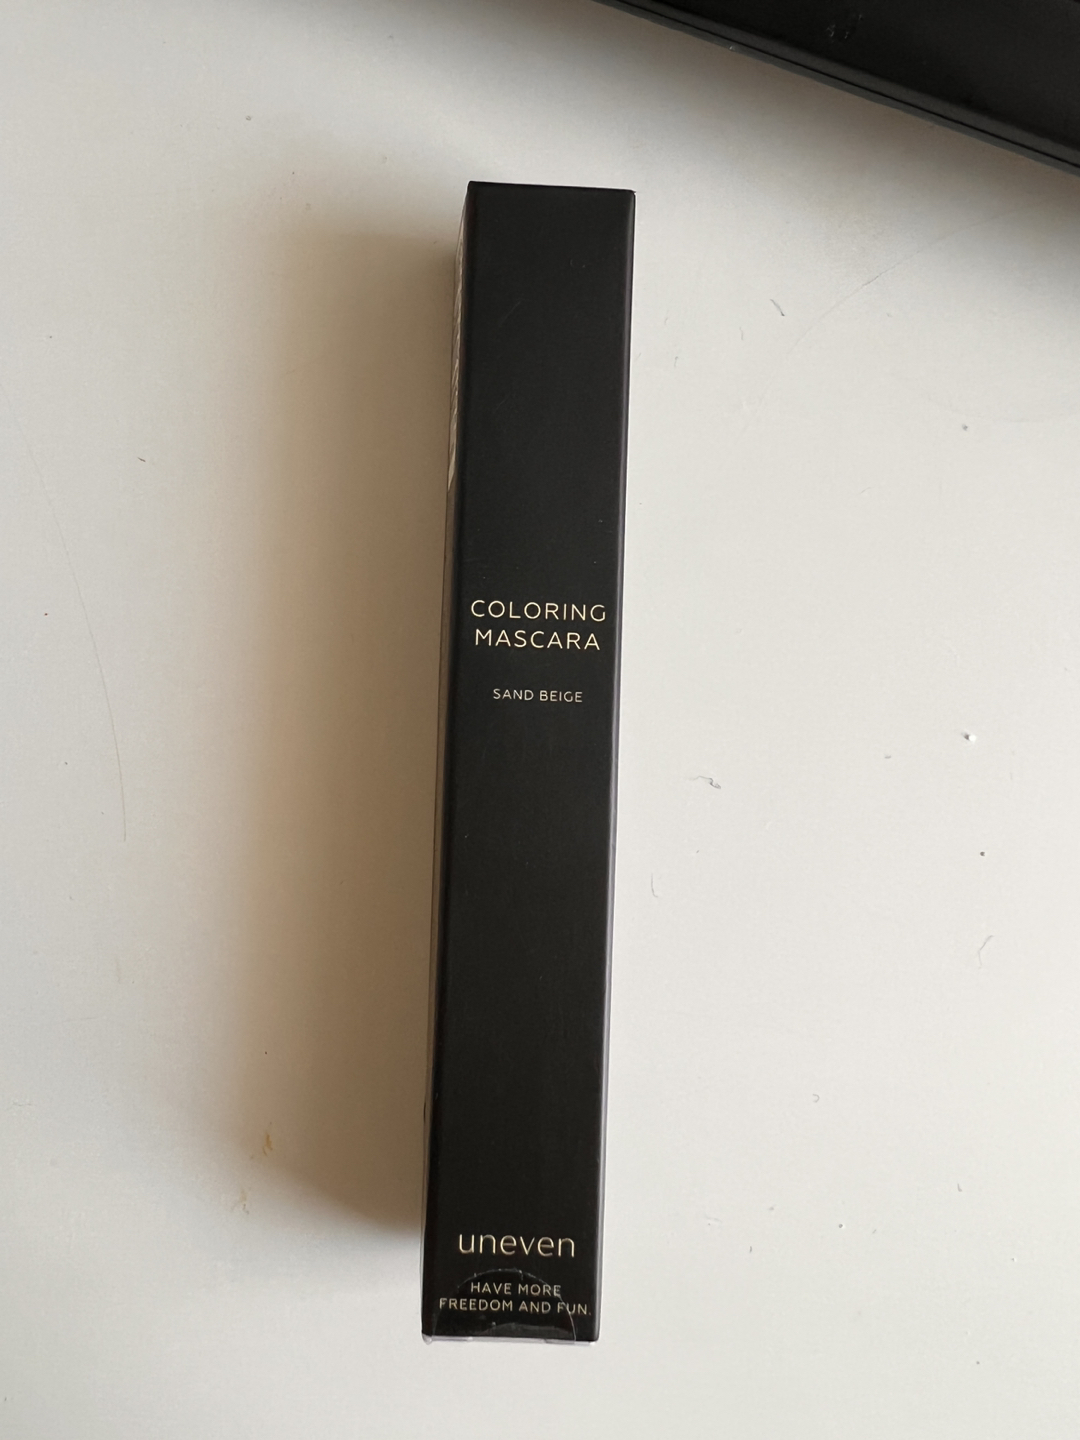 COLORING
MASCARA
SAND BEIGE
uneven
HAVE MORE
FREEDOM AND FUN.